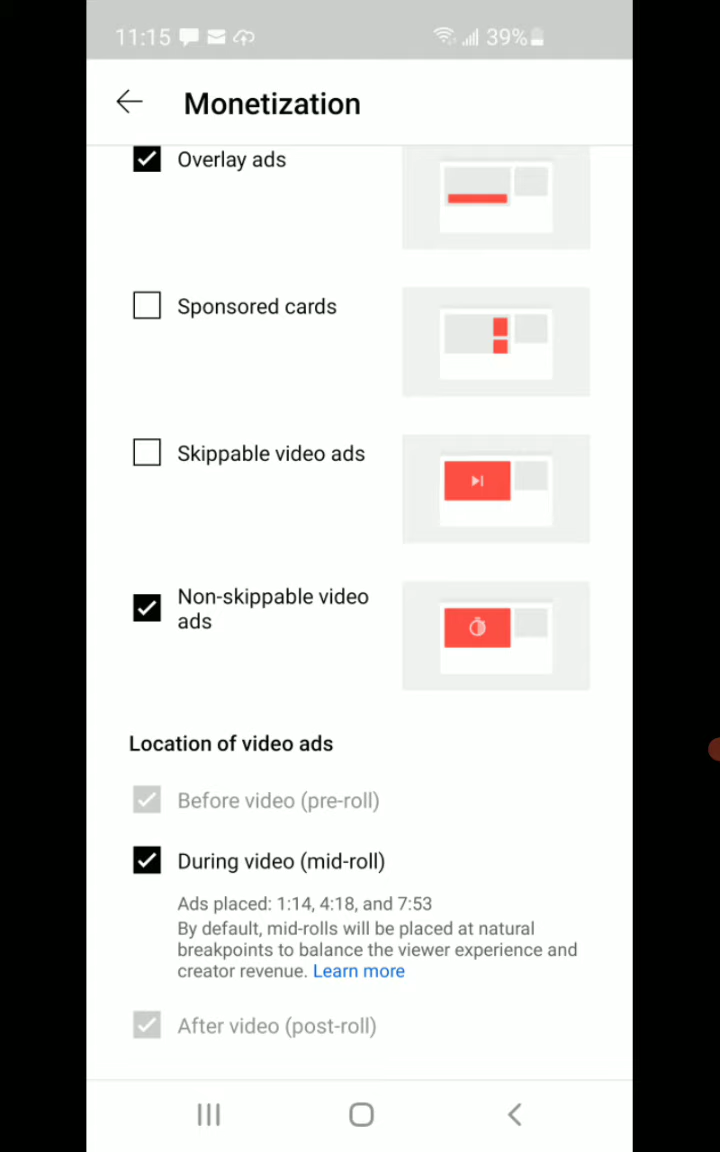 11:15 39%
Monetization
Overlay ads
Sponsored cards
Skippable video ads
Non-skippable video
ads
Location of video ads
Before video (pre-roll)
During video (mid-roll)
Ads placed: 1:14, 4:18, and 7:53
By default, mid-rolls will be placed at natural
breakpoints to balance the viewer experience and
creator revenue. Learn more
After video (post-roll)